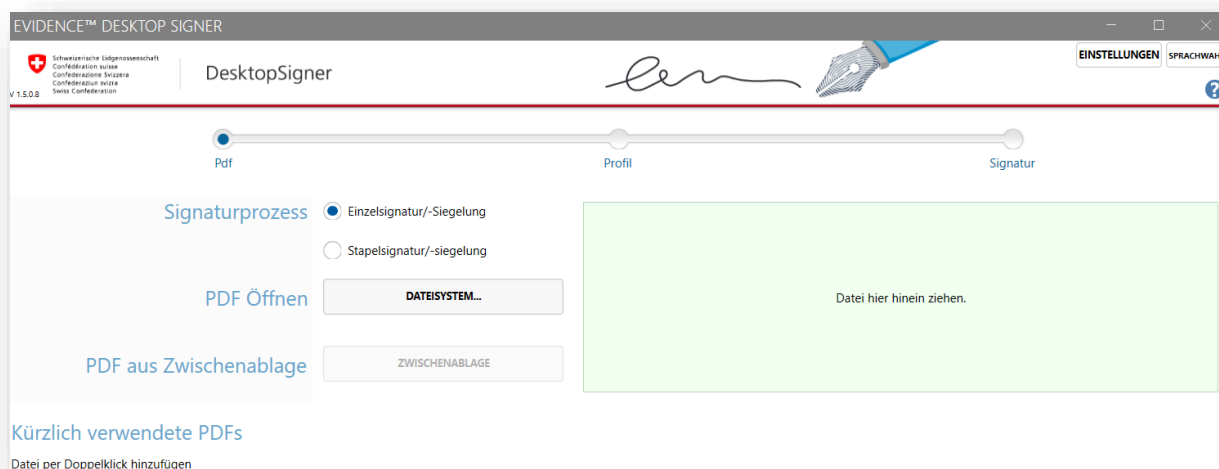 EVIDENCE™ DESKTOP SIGNER
Schweizerische Eidgenossenschaft
Confédération suisse
Confederazione Svizzera
Confederaziun svizra
Swiss Confederation
V 1.5.0.8
DesktopSigner
EINSTELLUNGEN
SPRACHWAH
?
Pdf
Profil
Signatur
Signaturprozess
Einzelsignatur/-Siegelung
Stapelsignatur/-siegelung
PDF Öffnen
DATEISYSTEM...
Datei hier hinein ziehen.
PDF aus Zwischenablage
ZWISCHENABLAGE
Kürzlich verwendete PDFs
Datei per Doppelklick hinzufügen